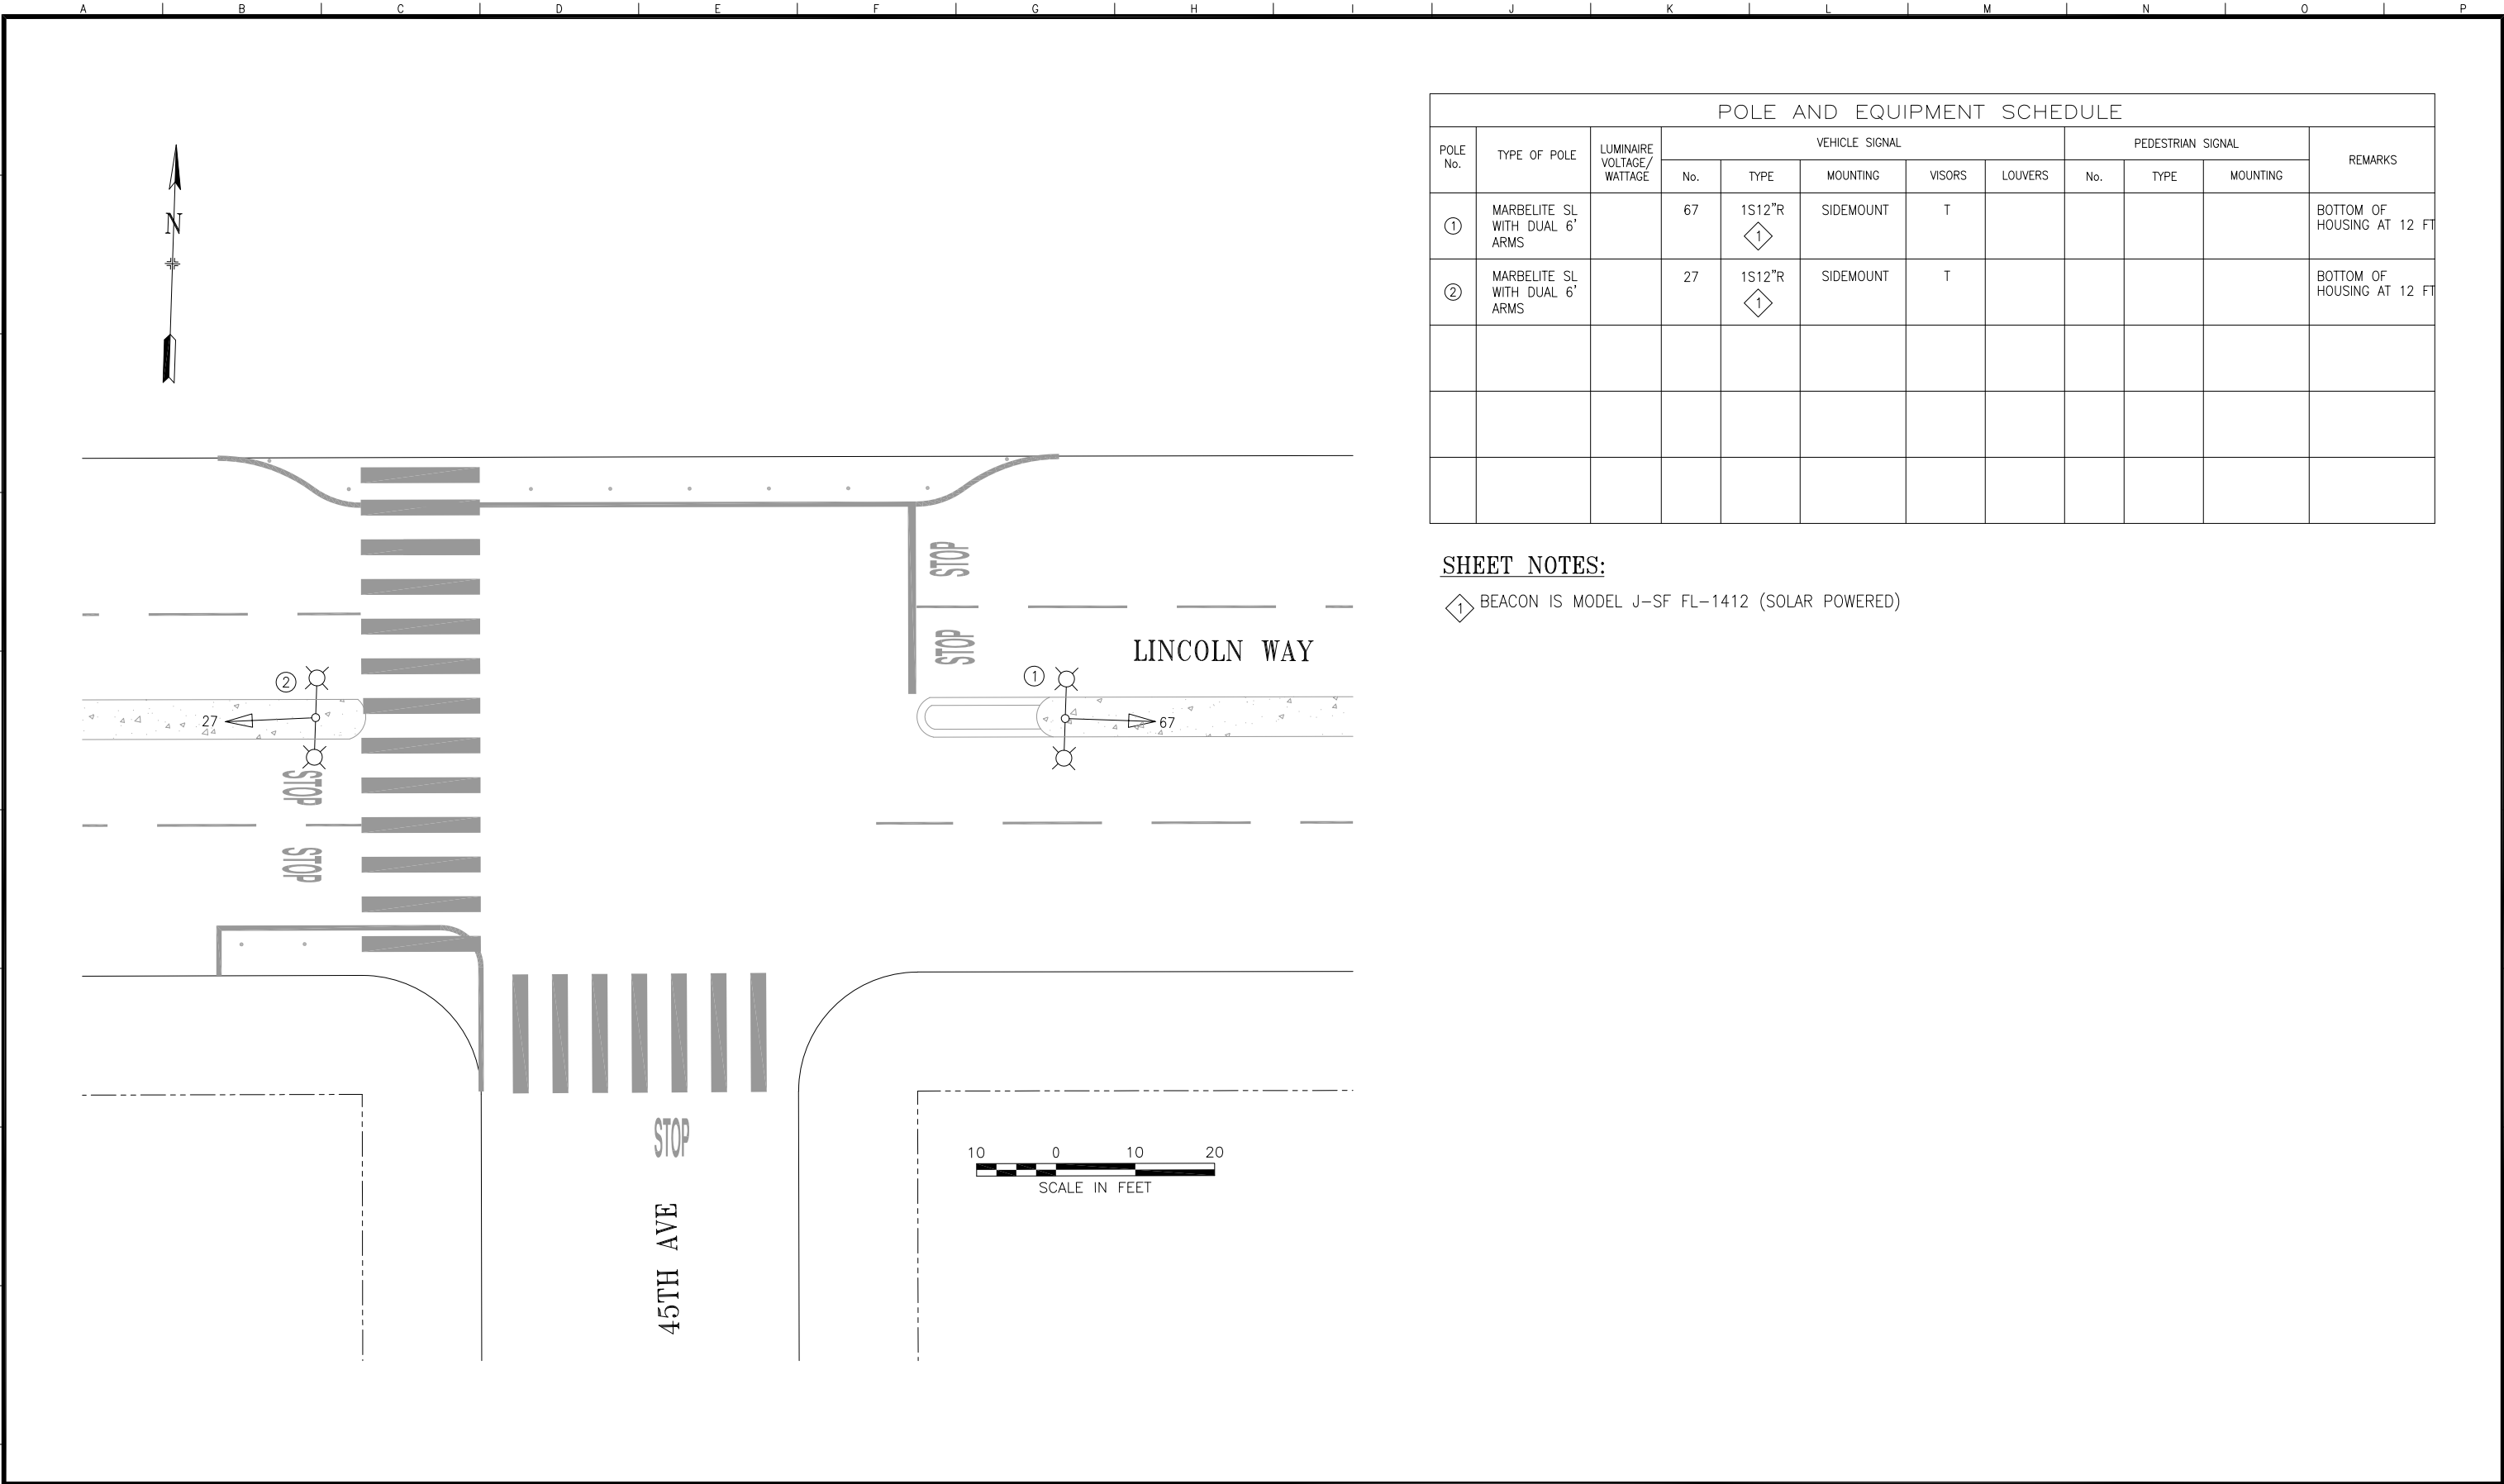 A B C D E F G H I J K L M N O P
POLE AND EQUIPMENT SCHEDULE
POLE No.
TYPE OF POLE
LUMINAIRE VOLTAGE/ WATTAGE
VEHICLE SIGNAL
PEDESTRIAN SIGNAL
REMARKS
No. TYPE MOUNTING VISORS LOUVERS No. TYPE MOUNTING
1 MARBELITE SL 67 1S12"R SIDEMOUNT T BOTTOM OF
WITH DUAL 6' 1 HOUSING AT 12 FT
ARMS
2 MARBELITE SL 27 1S12"R SIDEMOUNT T BOTTOM OF
WITH DUAL 6' 1 HOUSING AT 12 FT
ARMS
SHEET NOTES:
1 BEACON IS MODEL J-SF FL-1412 (SOLAR POWERED)
N
STOP
STOP
LINCOLN WAY
2
1
27
67
STOP
STOP
STOP
45TH AVE
10 0 10 20
SCALE IN FEET